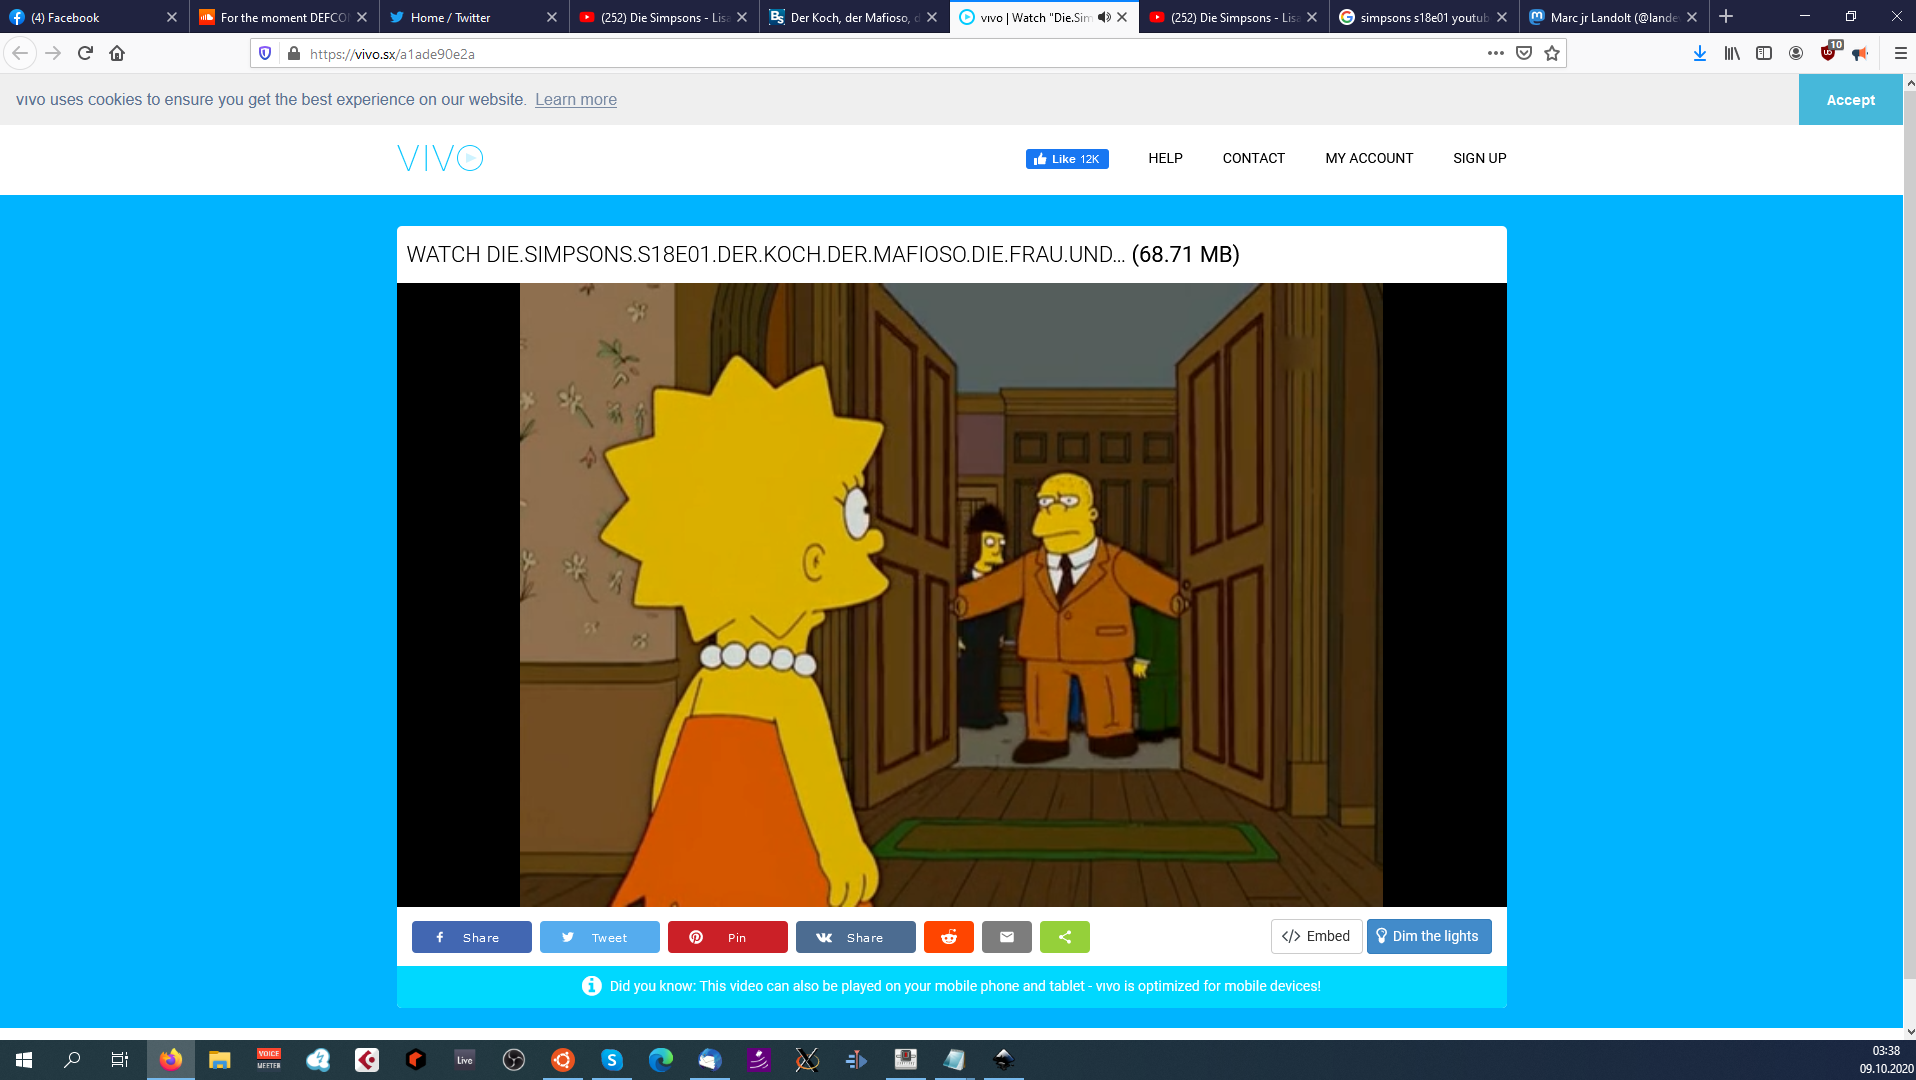 (4) Facebook
For the moment DEFCO
Home / Twitter
(252) Die Simpsons - Lisa
Der Koch, der Mafioso, d
vivo | Watch "Die.Sim
(252) Die Simpsons - Lisa
simpsons s18e01 youtub
Marc jr Landolt (@lande
https://vivo.sx/a1ade90e2a
10
vivo uses cookies to ensure you get the best experience on our website. Learn more
Accept
VIVO
Like 12K
HELP
CONTACT
MY ACCOUNT
SIGN UP
WATCH DIE.SIMPSONS.S18E01.DER.KOCH.DER.MAFIOSO.DIE.FRAU.UND... (68.71 MB)
Share
Tweet
Pin
Share
</> Embed
Dim the lights
Did you know: This video can also be played on your mobile phone and tablet - vivo is optimized for mobile devices!
VOICE
MEETER
Live
03:38
09.10.2020